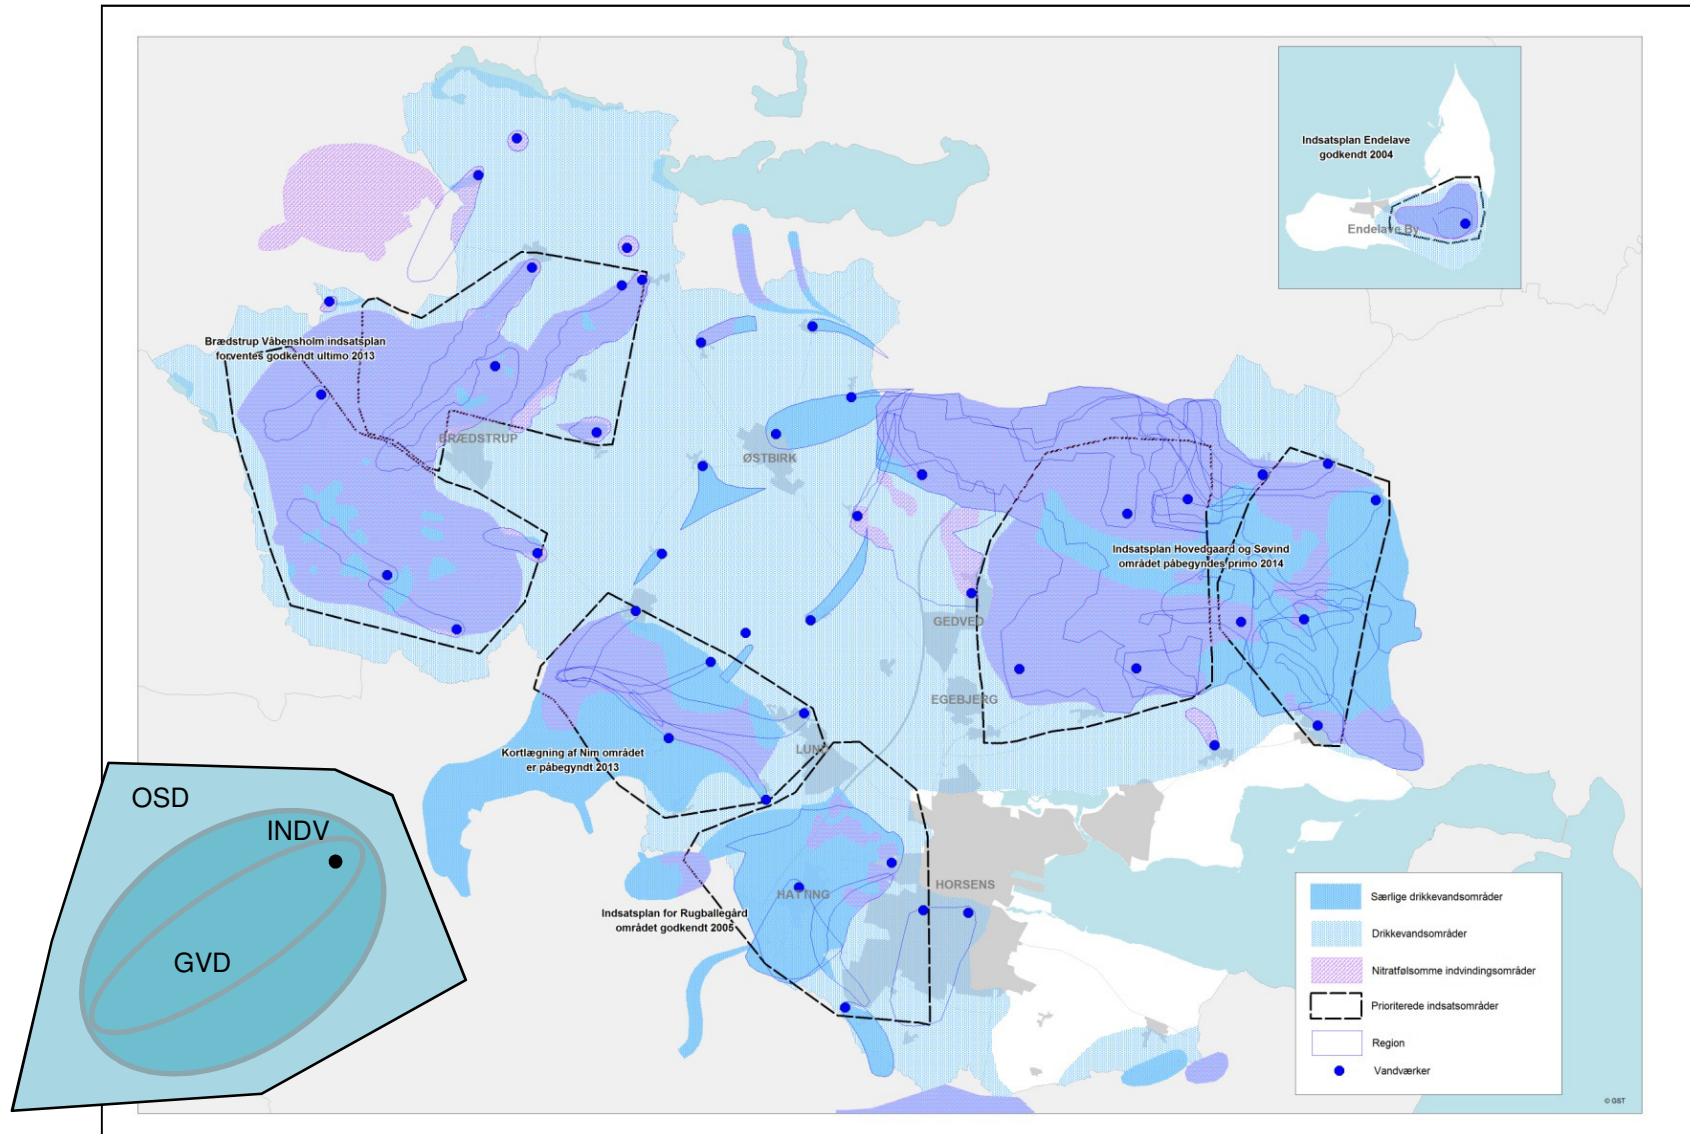 Indsatsplan Endelave
godkendt 2004
Endelave By
Brædstrup Våbensholm indsatsplan
forventes godkendt ultimo 2013
BRÆDSTRUP
ØSTBIRK
Indsatsplan Hovedgaard og Søvind
området påbegyndes primo 2014
GEDVED
EGEBJERG
LUND
Kortlægning af Nim området
er påbegyndt 2013
HATTING
HORSENS
Indsatsplan for Rugballegård
området godkendt 2005
OSD
INDV
GVD
Særlige drikkevandsområder
Drikkevandsområder
Nitratfølsomme indvindingsområder
Prioriterede indsatsområder
Region
Vandværker
© GST